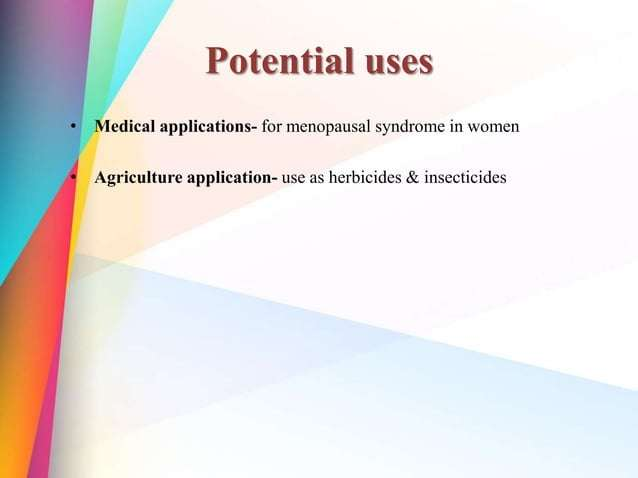 Potential uses
• Medical applications- for menopausal syndrome in women
• Agriculture application- use as herbicides & insecticides